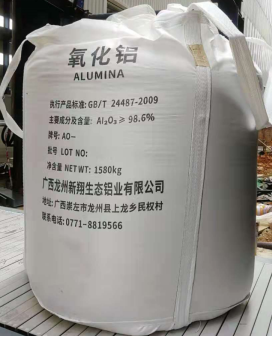 氧化铝
ALUMINA
执行产品标准: GB/T 24487-2009
主要成分及含量: Al₂O₃ ≥ 98.6%
牌号: AO-
批号 LOT NO:
净含量 NET WT: 1580kg
广西龙州新翔生态铝业有限公司
地址: 广西崇左市龙州县上龙乡民权村
联系电话: 0771-8819566